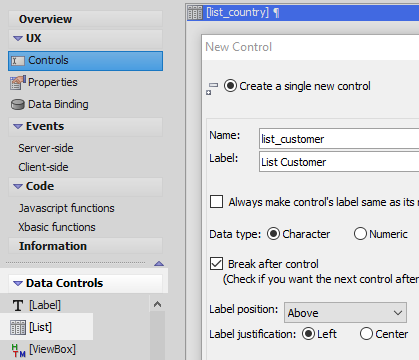 Overview
UX
Controls
Properties
Data Binding
Events
Server-side
Client-side
Code
Javascript functions
Xbasic functions
Information
Data Controls
[Label]
[List]
[ViewBox]
[list_country] ¶
New Control
Create a single new control
Name: list_customer
Label: List Customer
Always make control's label same as its
Data type: Character Numeric
Break after control
(Check if you want the next control after
Label position: Above
Label justification: Left Center